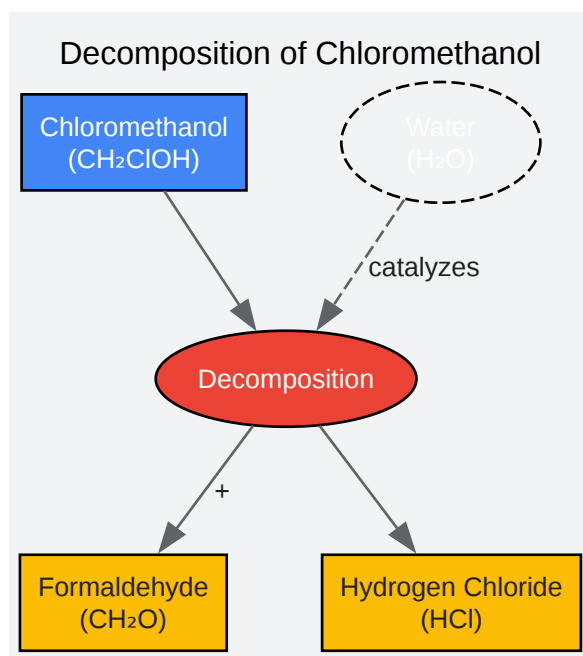 Decomposition of Chloromethanol
Chloromethanol
(CH₂ClOH)
Water
(H₂O)
catalyzes
Decomposition
+
Formaldehyde
(CH₂O)
Hydrogen Chloride
(HCl)